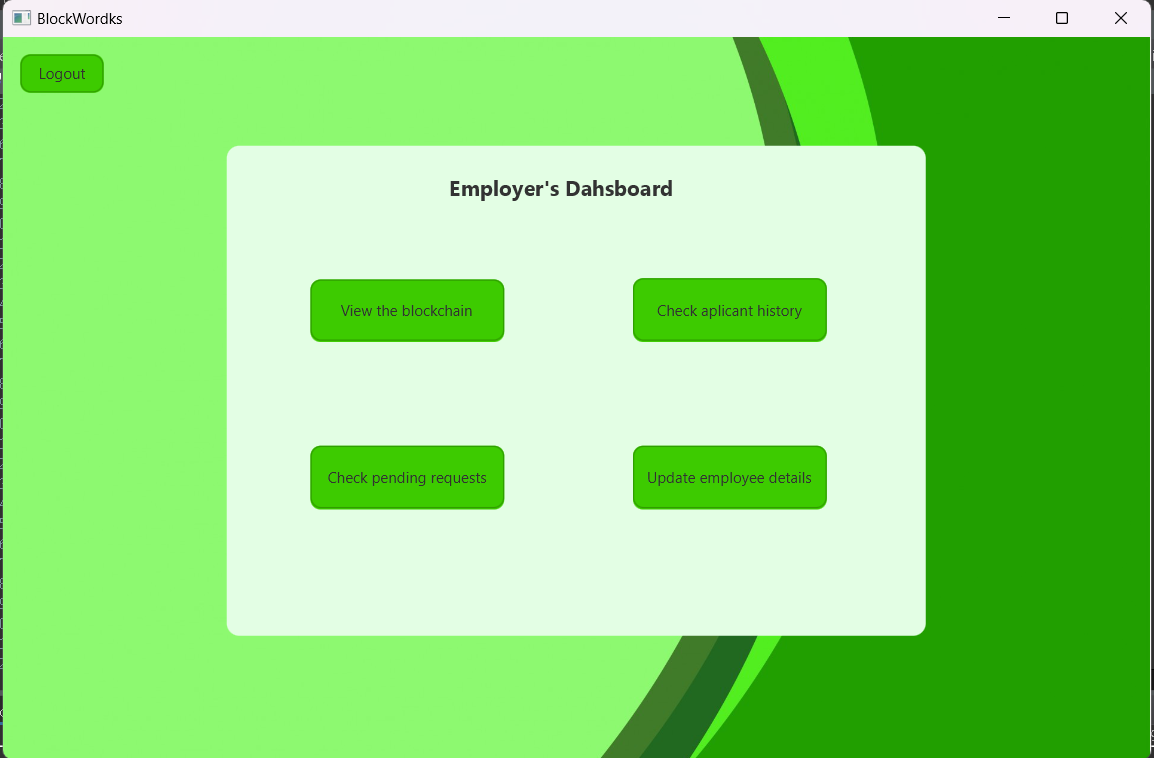 BlockWordks
Logout
Employer's Dahsboard
View the blockchain
Check aplicant history
Check pending requests
Update employee details